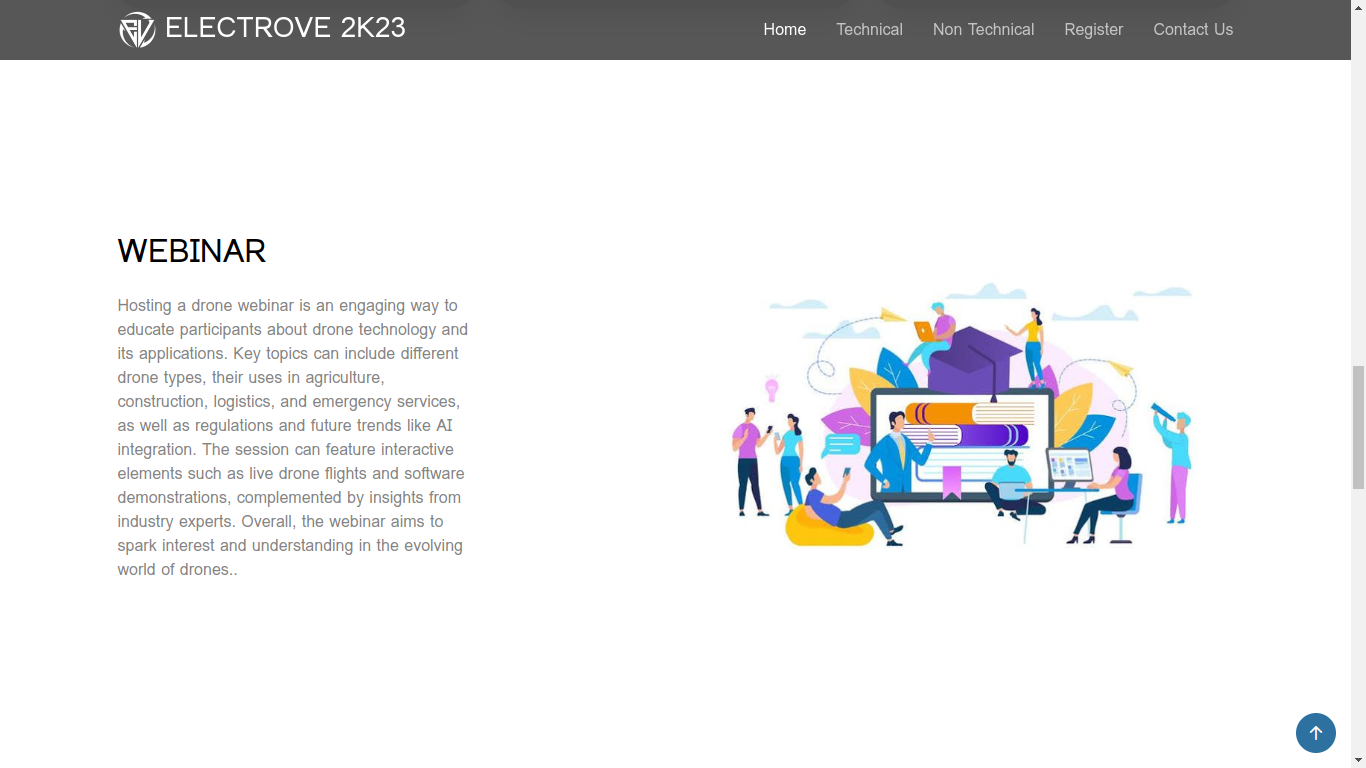 ELECTROVE 2K23
Home Technical Non Technical Register Contact Us
WEBINAR
Hosting a drone webinar is an engaging way to
educate participants about drone technology and
its applications. Key topics can include different
drone types, their uses in agriculture,
construction, logistics, and emergency services,
as well as regulations and future trends like AI
integration. The session can feature interactive
elements such as live drone flights and software
demonstrations, complemented by insights from
industry experts. Overall, the webinar aims to
spark interest and understanding in the evolving
world of drones..